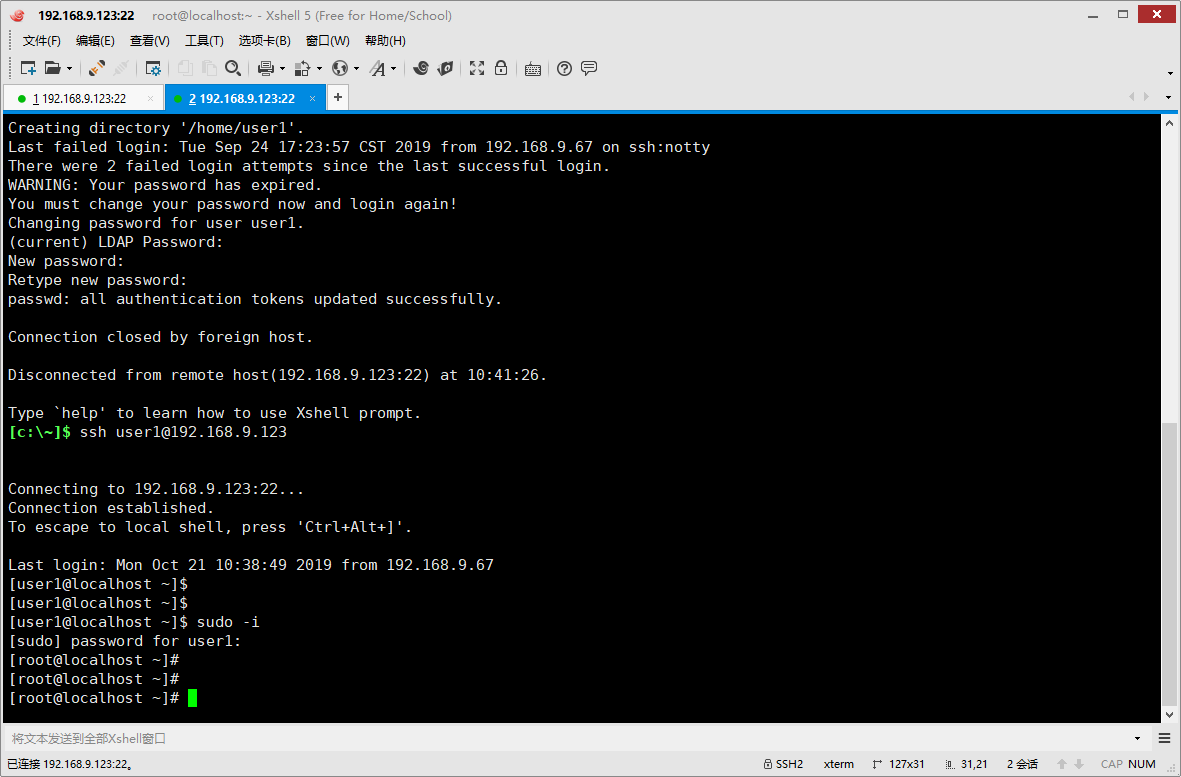 192.168.9.123:22 root@localhost:~ - Xshell 5 (Free for Home/School)
文件(F) 编辑(E) 查看(V) 工具(T) 选项卡(B) 窗口(W) 帮助(H)
1 192.168.9.123:22 × 2 192.168.9.123:22 × +
Creating directory '/home/user1'.
Last failed login: Tue Sep 24 17:23:57 CST 2019 from 192.168.9.67 on ssh:notty
There were 2 failed login attempts since the last successful login.
WARNING: Your password has expired.
You must change your password now and login again!
Changing password for user user1.
(current) LDAP Password:
New password:
Retype new password:
passwd: all authentication tokens updated successfully.
Connection closed by foreign host.
Disconnected from remote host(192.168.9.123:22) at 10:41:26.
Type `help' to learn how to use Xshell prompt.
[c:\~]$ ssh user1@192.168.9.123
Connecting to 192.168.9.123:22...
Connection established.
To escape to local shell, press 'Ctrl+Alt+]'.
Last login: Mon Oct 21 10:38:49 2019 from 192.168.9.67
[user1@localhost ~]$
[user1@localhost ~]$
[user1@localhost ~]$ sudo -i
[sudo] password for user1:
[root@localhost ~]#
[root@localhost ~]#
[root@localhost ~]#
将文本发送到全部Xshell窗口
已连接 192.168.9.123:22。 SSH2 xterm 127x31 31,21 2 会话 CAP NUM